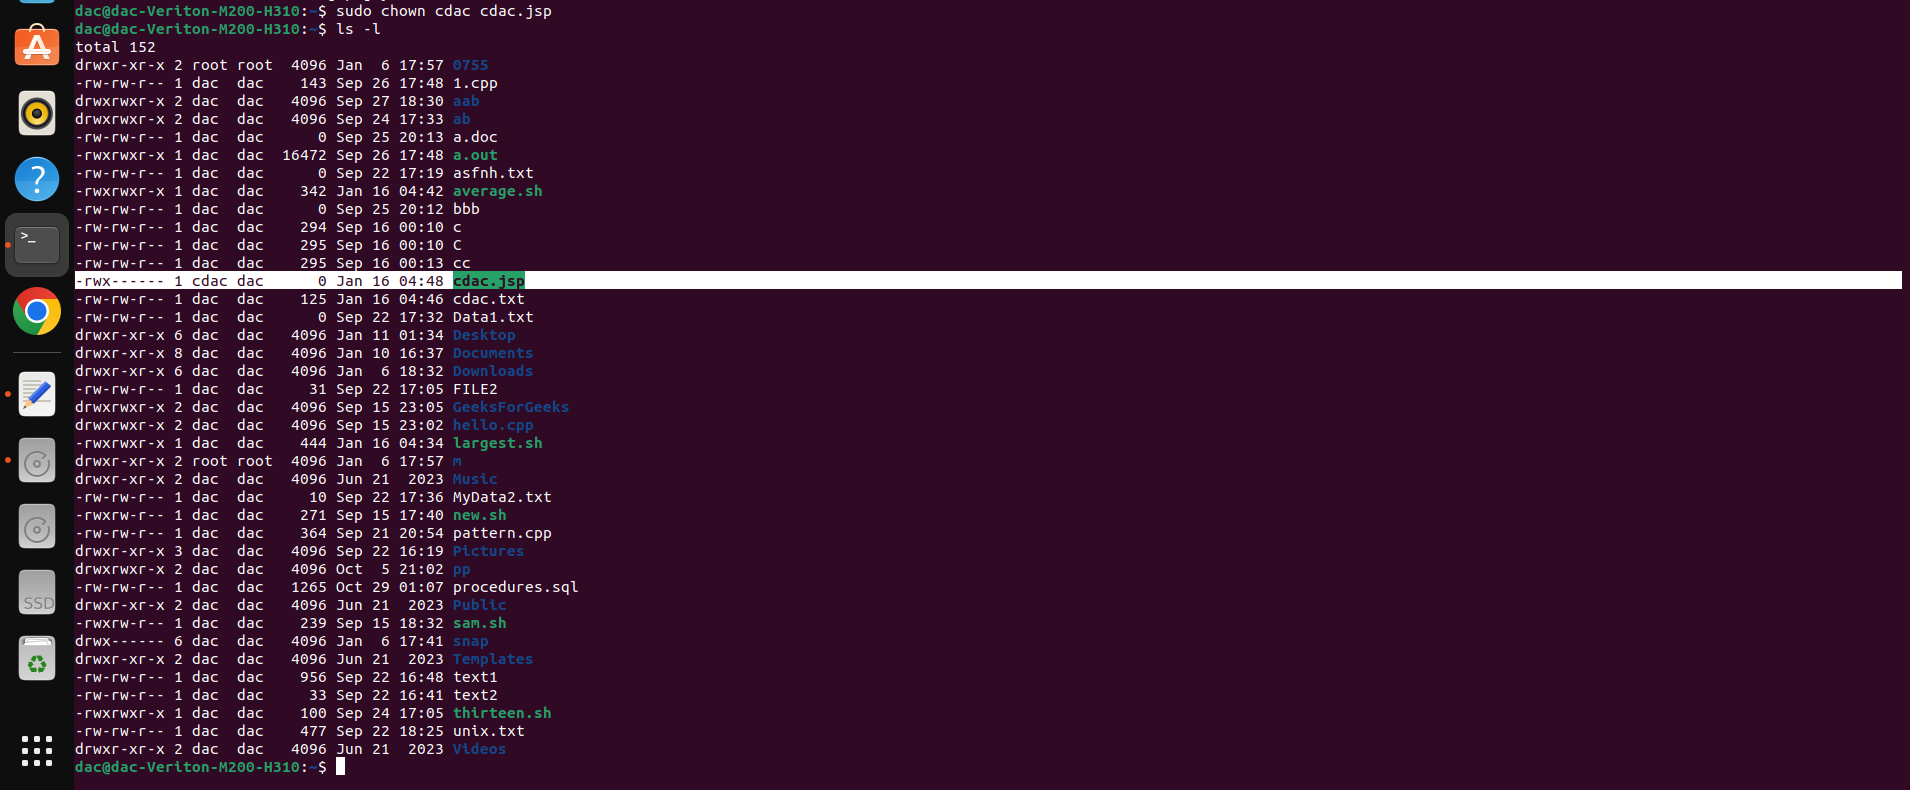 dac@dac-Veriton-M200-H310:~$ sudo chown cdac cdac.jsp
dac@dac-Veriton-M200-H310:~$ ls -l
total 152
drwxr-xr-x 2 root root  4096 Jan  6 17:57 0755
-rw-rw-r-- 1 dac  dac    143 Sep 26 17:48 1.cpp
drwxrwxr-x 2 dac  dac   4096 Sep 27 18:30 aab
drwxrwxr-x 2 dac  dac   4096 Sep 24 17:33 ab
-rw-rw-r-- 1 dac  dac      0 Sep 25 20:13 a.doc
-rwxrwxr-x 1 dac  dac  16472 Sep 26 17:48 a.out
-rw-rw-r-- 1 dac  dac      0 Sep 22 17:19 asfnh.txt
-rwxrwxr-x 1 dac  dac    342 Jan 16 04:42 average.sh
-rw-rw-r-- 1 dac  dac      0 Sep 25 20:12 bbb
-rw-rw-r-- 1 dac  dac    294 Sep 16 00:10 c
-rw-rw-r-- 1 dac  dac    295 Sep 16 00:10 C
-rw-rw-r-- 1 dac  dac    295 Sep 16 00:13 cc
-rwx------ 1 cdac dac      0 Jan 16 04:48 cdac.jsp
-rw-rw-r-- 1 dac  dac    125 Jan 16 04:46 cdac.txt
-rw-rw-r-- 1 dac  dac      0 Sep 22 17:32 Data1.txt
drwxr-xr-x 6 dac  dac   4096 Jan 11 01:34 Desktop
drwxr-xr-x 8 dac  dac   4096 Jan 10 16:37 Documents
drwxr-xr-x 6 dac  dac   4096 Jan  6 18:32 Downloads
-rw-rw-r-- 1 dac  dac     31 Sep 22 17:05 FILE2
drwxrwxr-x 2 dac  dac   4096 Sep 15 23:05 GeeksForGeeks
drwxrwxr-x 2 dac  dac   4096 Sep 15 23:02 hello.cpp
-rwxrwxr-x 1 dac  dac    444 Jan 16 04:34 largest.sh
drwxr-xr-x 2 root root  4096 Jan  6 17:57 m
drwxr-xr-x 2 dac  dac   4096 Jun 21  2023 Music
-rw-rw-r-- 1 dac  dac     10 Sep 22 17:36 MyData2.txt
-rwxrw-r-- 1 dac  dac    271 Sep 15 17:40 new.sh
-rw-rw-r-- 1 dac  dac    364 Sep 21 20:54 pattern.cpp
drwxr-xr-x 3 dac  dac   4096 Sep 22 16:19 Pictures
drwxrwxr-x 2 dac  dac   4096 Oct  5 21:02 pp
-rw-rw-r-- 1 dac  dac   1265 Oct 29 01:07 procedures.sql
drwxr-xr-x 2 dac  dac   4096 Jun 21  2023 Public
-rwxrw-r-- 1 dac  dac    239 Sep 15 18:32 sam.sh
drwx------ 6 dac  dac   4096 Jan  6 17:41 snap
drwxr-xr-x 2 dac  dac   4096 Jun 21  2023 Templates
-rw-rw-r-- 1 dac  dac    956 Sep 22 16:48 text1
-rw-rw-r-- 1 dac  dac     33 Sep 22 16:41 text2
-rwxrwxr-x 1 dac  dac    100 Sep 24 17:05 thirteen.sh
-rw-rw-r-- 1 dac  dac    477 Sep 22 18:25 unix.txt
drwxr-xr-x 2 dac  dac   4096 Jun 21  2023 Videos
dac@dac-Veriton-M200-H310:~$
SSD